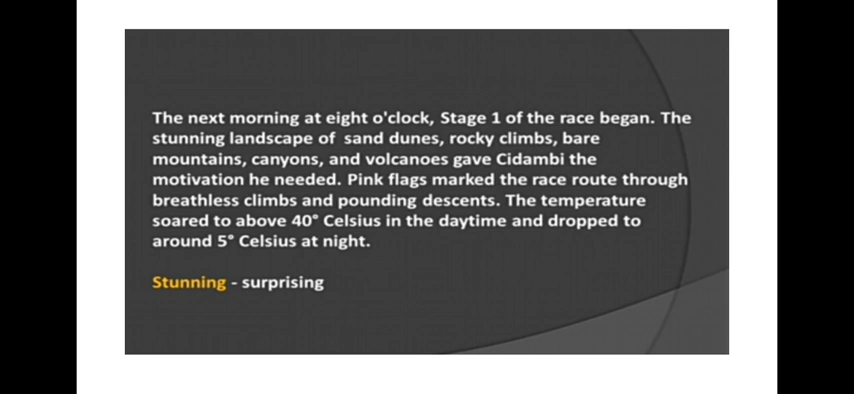 The next morning at eight o'clock, Stage 1 of the race began. The
stunning landscape of sand dunes, rocky climbs, bare
mountains, canyons, and volcanoes gave Cidambi the
motivation he needed. Pink flags marked the race route through
breathless climbs and pounding descents. The temperature
soared to above 40° Celsius in the daytime and dropped to
around 5° Celsius at night.
Stunning - surprising